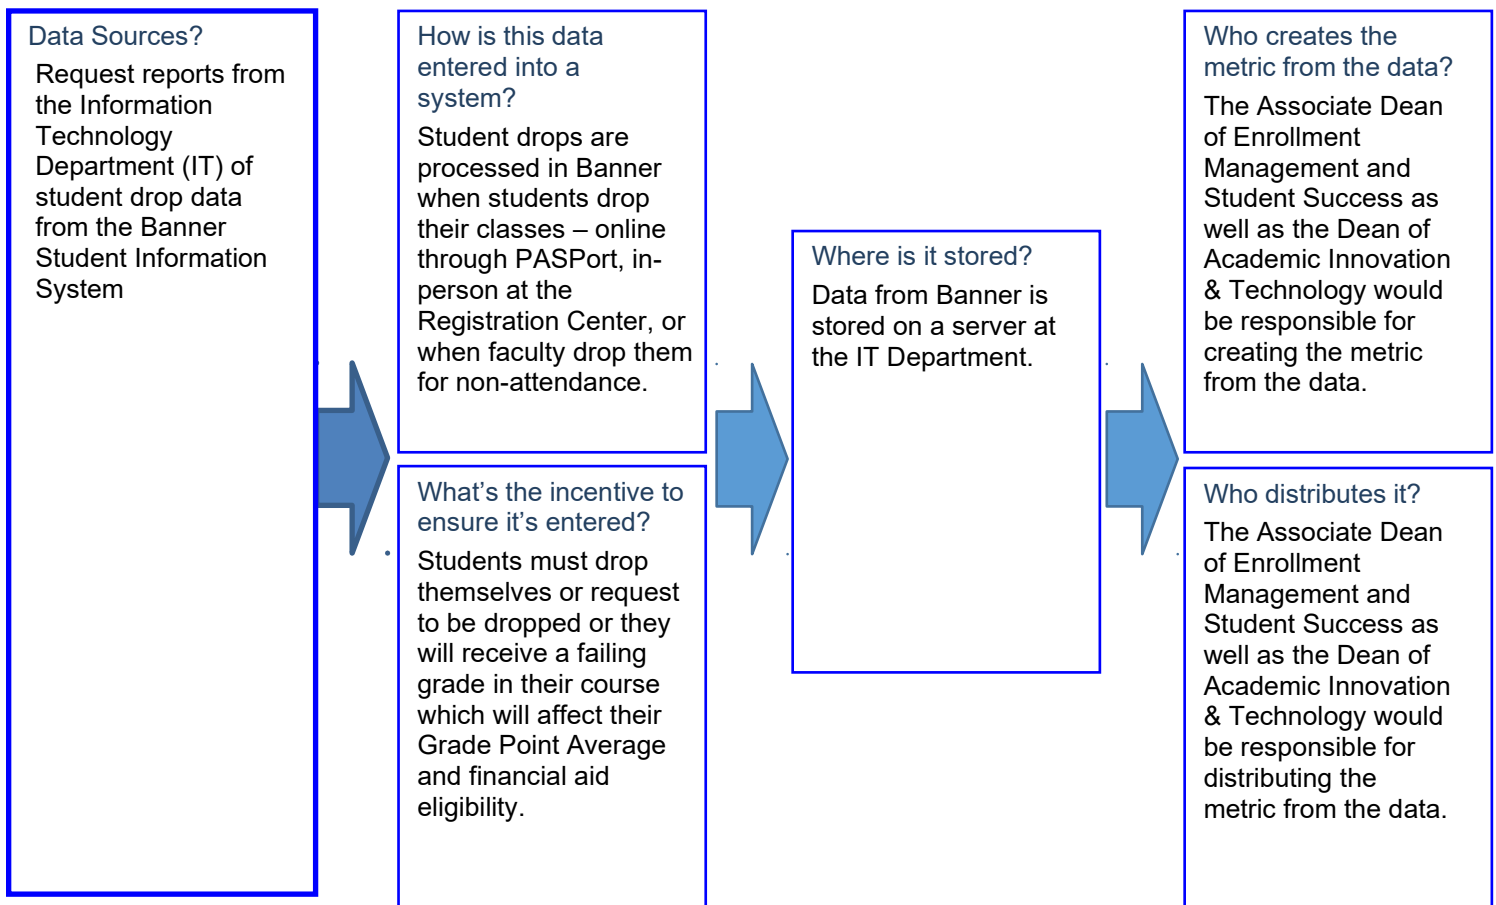 Data Sources?
Request reports from
the Information
Technology
Department (IT) of
student drop data
from the Banner
Student Information
System
How is this data
entered into a
system?
Student drops are
processed in Banner
when students drop
their classes – online
through PASPort, in-
person at the
Registration Center, or
when faculty drop them
for non-attendance.
What’s the incentive to
ensure it’s entered?
Students must drop
themselves or request
to be dropped or they
will receive a failing
grade in their course
which will affect their
Grade Point Average
and financial aid
eligibility.
Where is it stored?
Data from Banner is
stored on a server at
the IT Department.
Who creates the
metric from the data?
The Associate Dean
of Enrollment
Management and
Student Success as
well as the Dean of
Academic Innovation
& Technology would
be responsible for
creating the metric
from the data.
Who distributes it?
The Associate Dean
of Enrollment
Management and
Student Success as
well as the Dean of
Academic Innovation
& Technology would
be responsible for
distributing the
metric from the data.